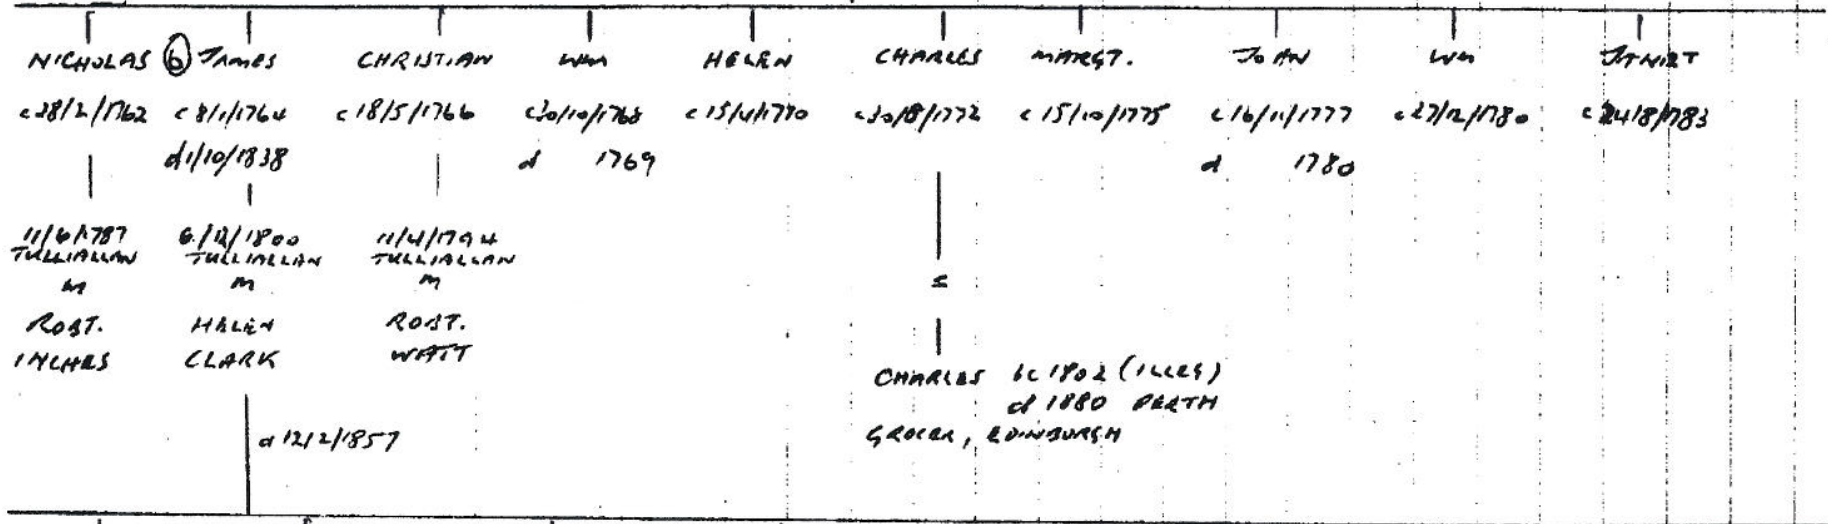 NICHOLAS (b) JAMES CHRISTIAN Wm HELEN CHARLES MARGT. JOHN Wm JANET
c28/2/1762 c8/1/1764 c18/5/1766 c30/10/1768 c15/4/1770 c30/8/1772 c15/10/1775 c16/11/1777 c27/12/1780 c24/8/1783
d1/10/1838 d 1769 d 1780
11/6/1787 6/12/1800 11/4/1794
TULLIALLAN TULLIALLAN TULLIALLAN
m m m
ROBT. HELEN ROBT.
INCHES CLARK WATT
CHARLES bc1802 (ILLEG)
d 1880 PERTH
GROCER, EDINBURGH
d12/2/1857